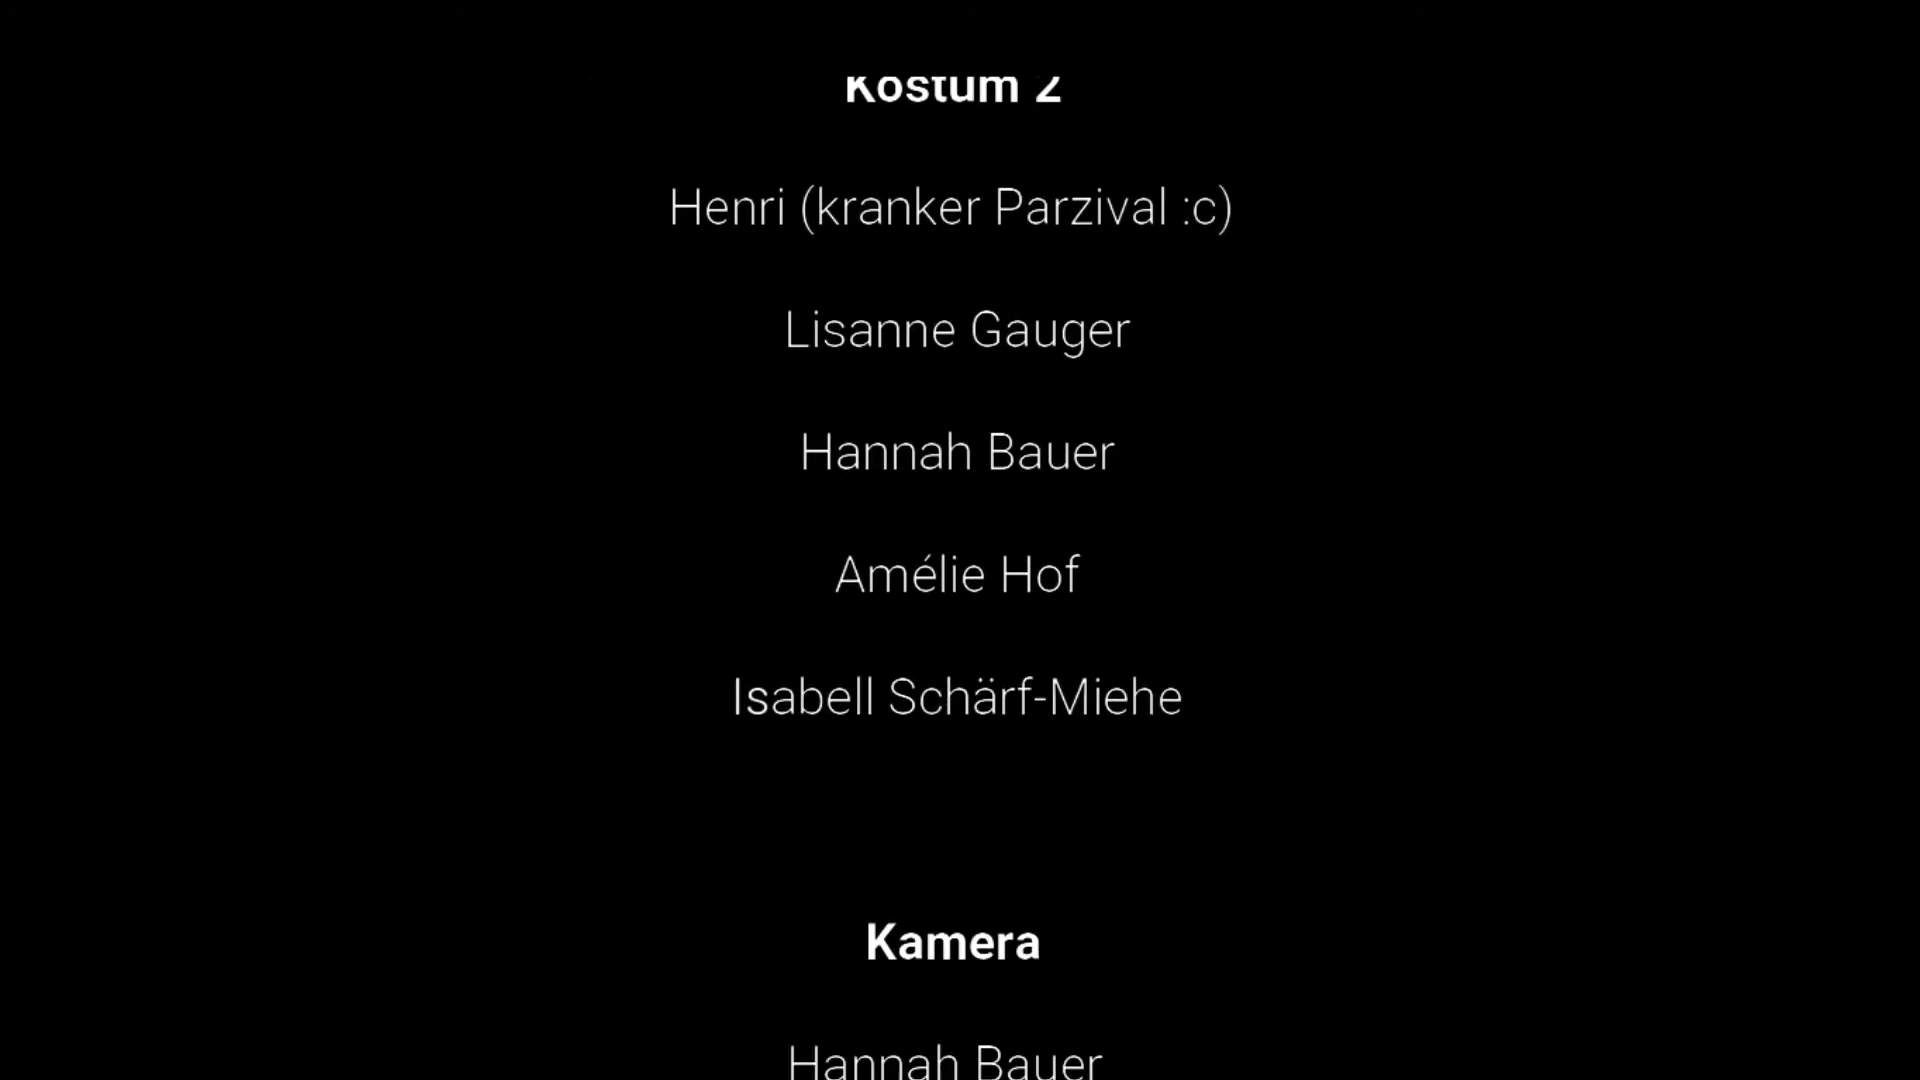 Kostüm 2
Henri (kranker Parzival :c)
Lisanne Gauger
Hannah Bauer
Amélie Hof
Isabell Schärf-Miehe
Kamera
Hannah Bauer